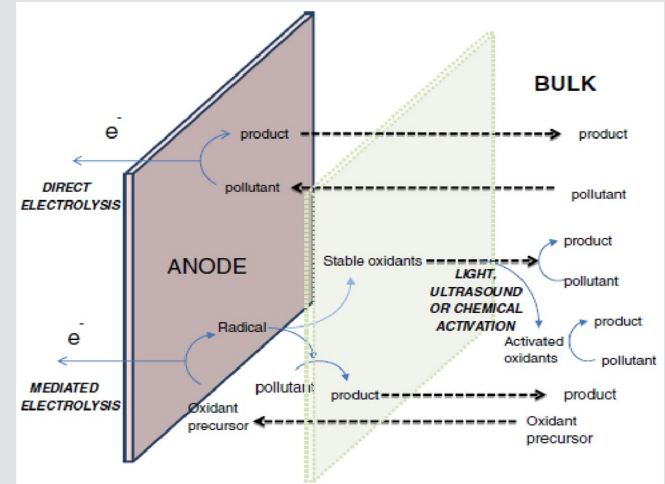 BULK
e-
product
product
DIRECT
ELECTROLYSIS
pollutant
pollutant
product
ANODE
Stable oxidants
pollutant
LIGHT,
ULTRASOUND
OR CHEMICAL
ACTIVATION
e-
Radical
product
Activated
oxidants
pollutant
MEDIATED
ELECTROLYSIS
pollutant
product
product
Oxidant
precursor
Oxidant
precursor